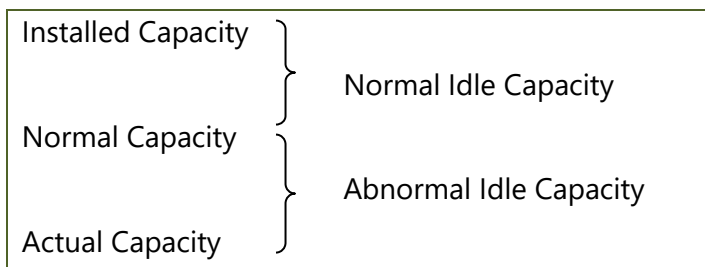 Installed Capacity
Normal Idle Capacity
Normal Capacity
Abnormal Idle Capacity
Actual Capacity